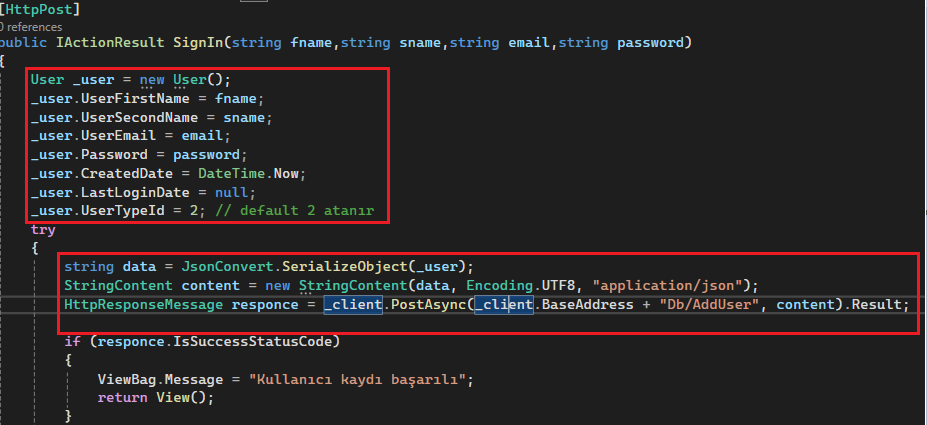 [HttpPost]
0 references
public IActionResult SignIn(string fname,string sname,string email,string password)
{
User _user = new User();
_user.UserFirstName = fname;
_user.UserSecondName = sname;
_user.UserEmail = email;
_user.Password = password;
_user.CreatedDate = DateTime.Now;
_user.LastLoginDate = null;
_user.UserTypeId = 2; // default 2 atanır
try
{
string data = JsonConvert.SerializeObject(_user);
StringContent content = new StringContent(data, Encoding.UTF8, "application/json");
HttpResponseMessage responce = _client.PostAsync(_client.BaseAddress + "Db/AddUser", content).Result;
if (responce.IsSuccessStatusCode)
{
ViewBag.Message = "Kullanıcı kaydı başarılı";
return View();
}